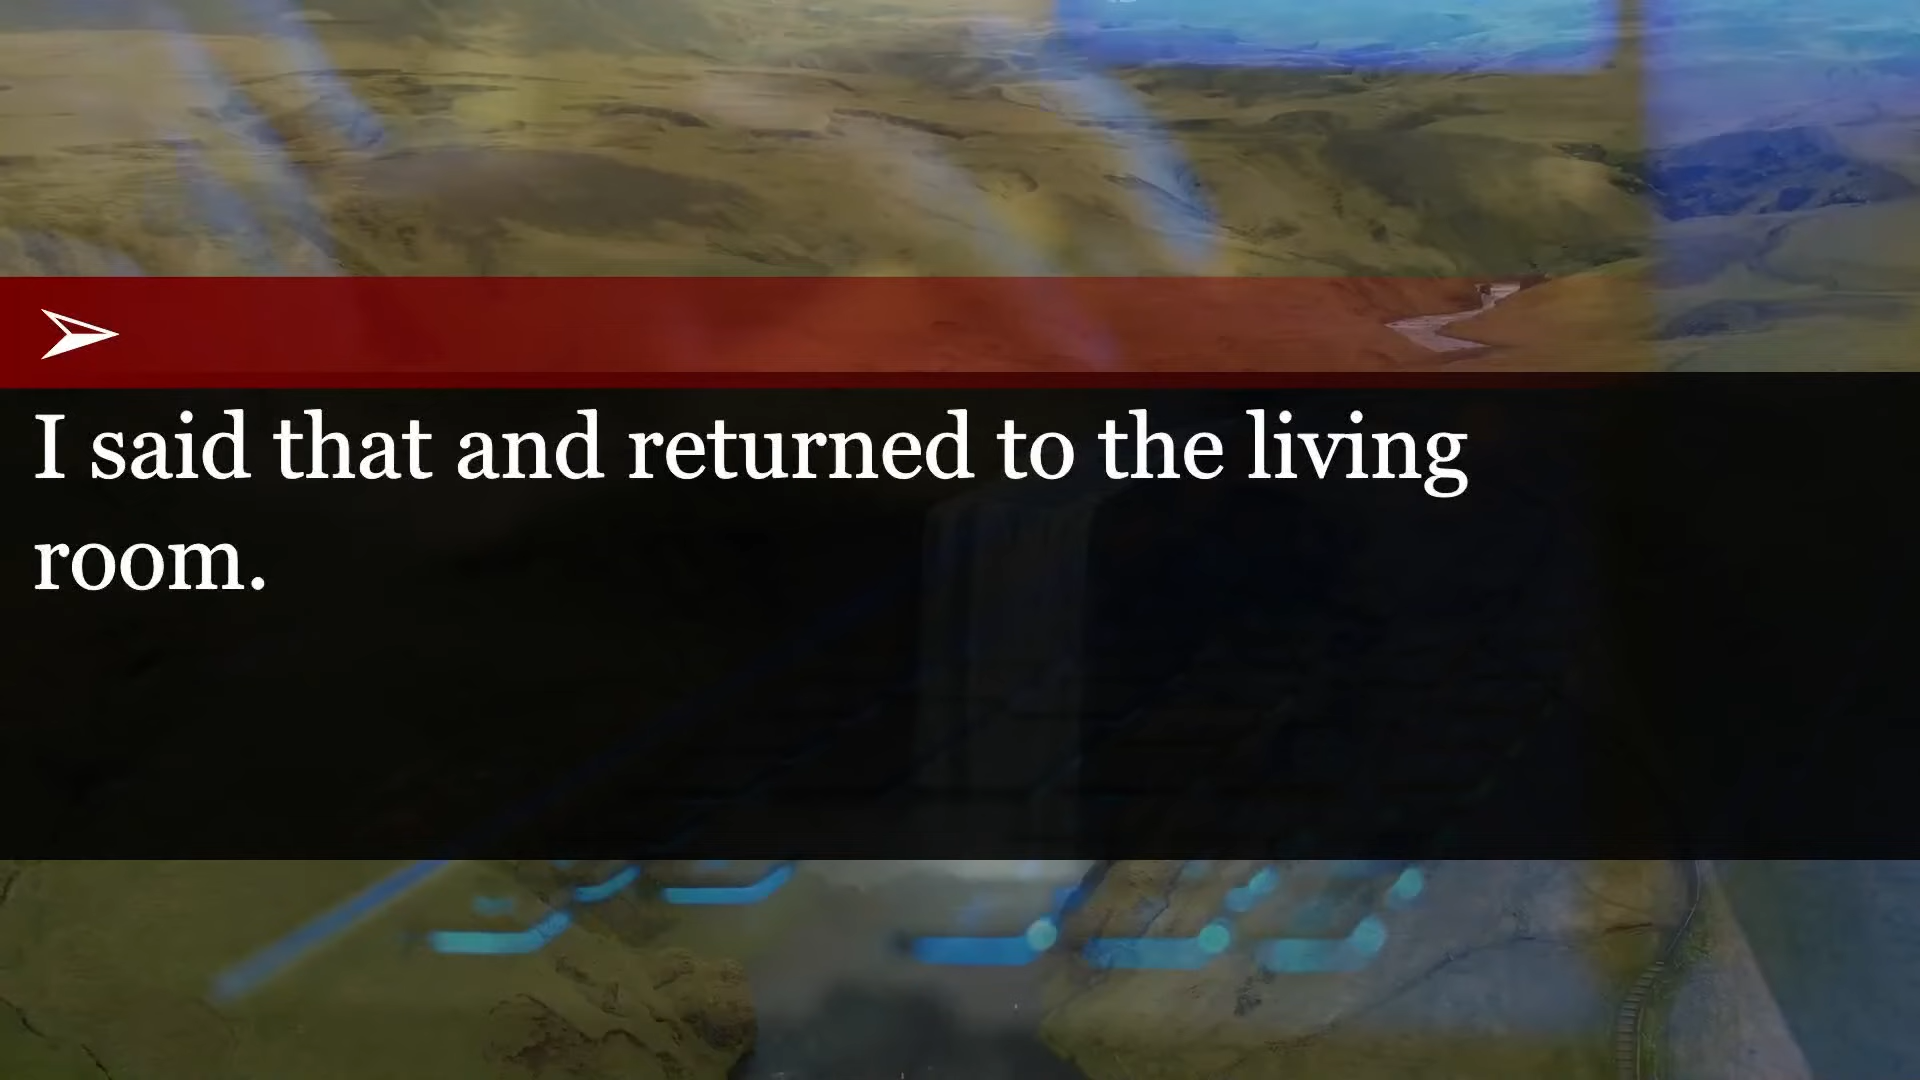 I said that and returned to the living
room.